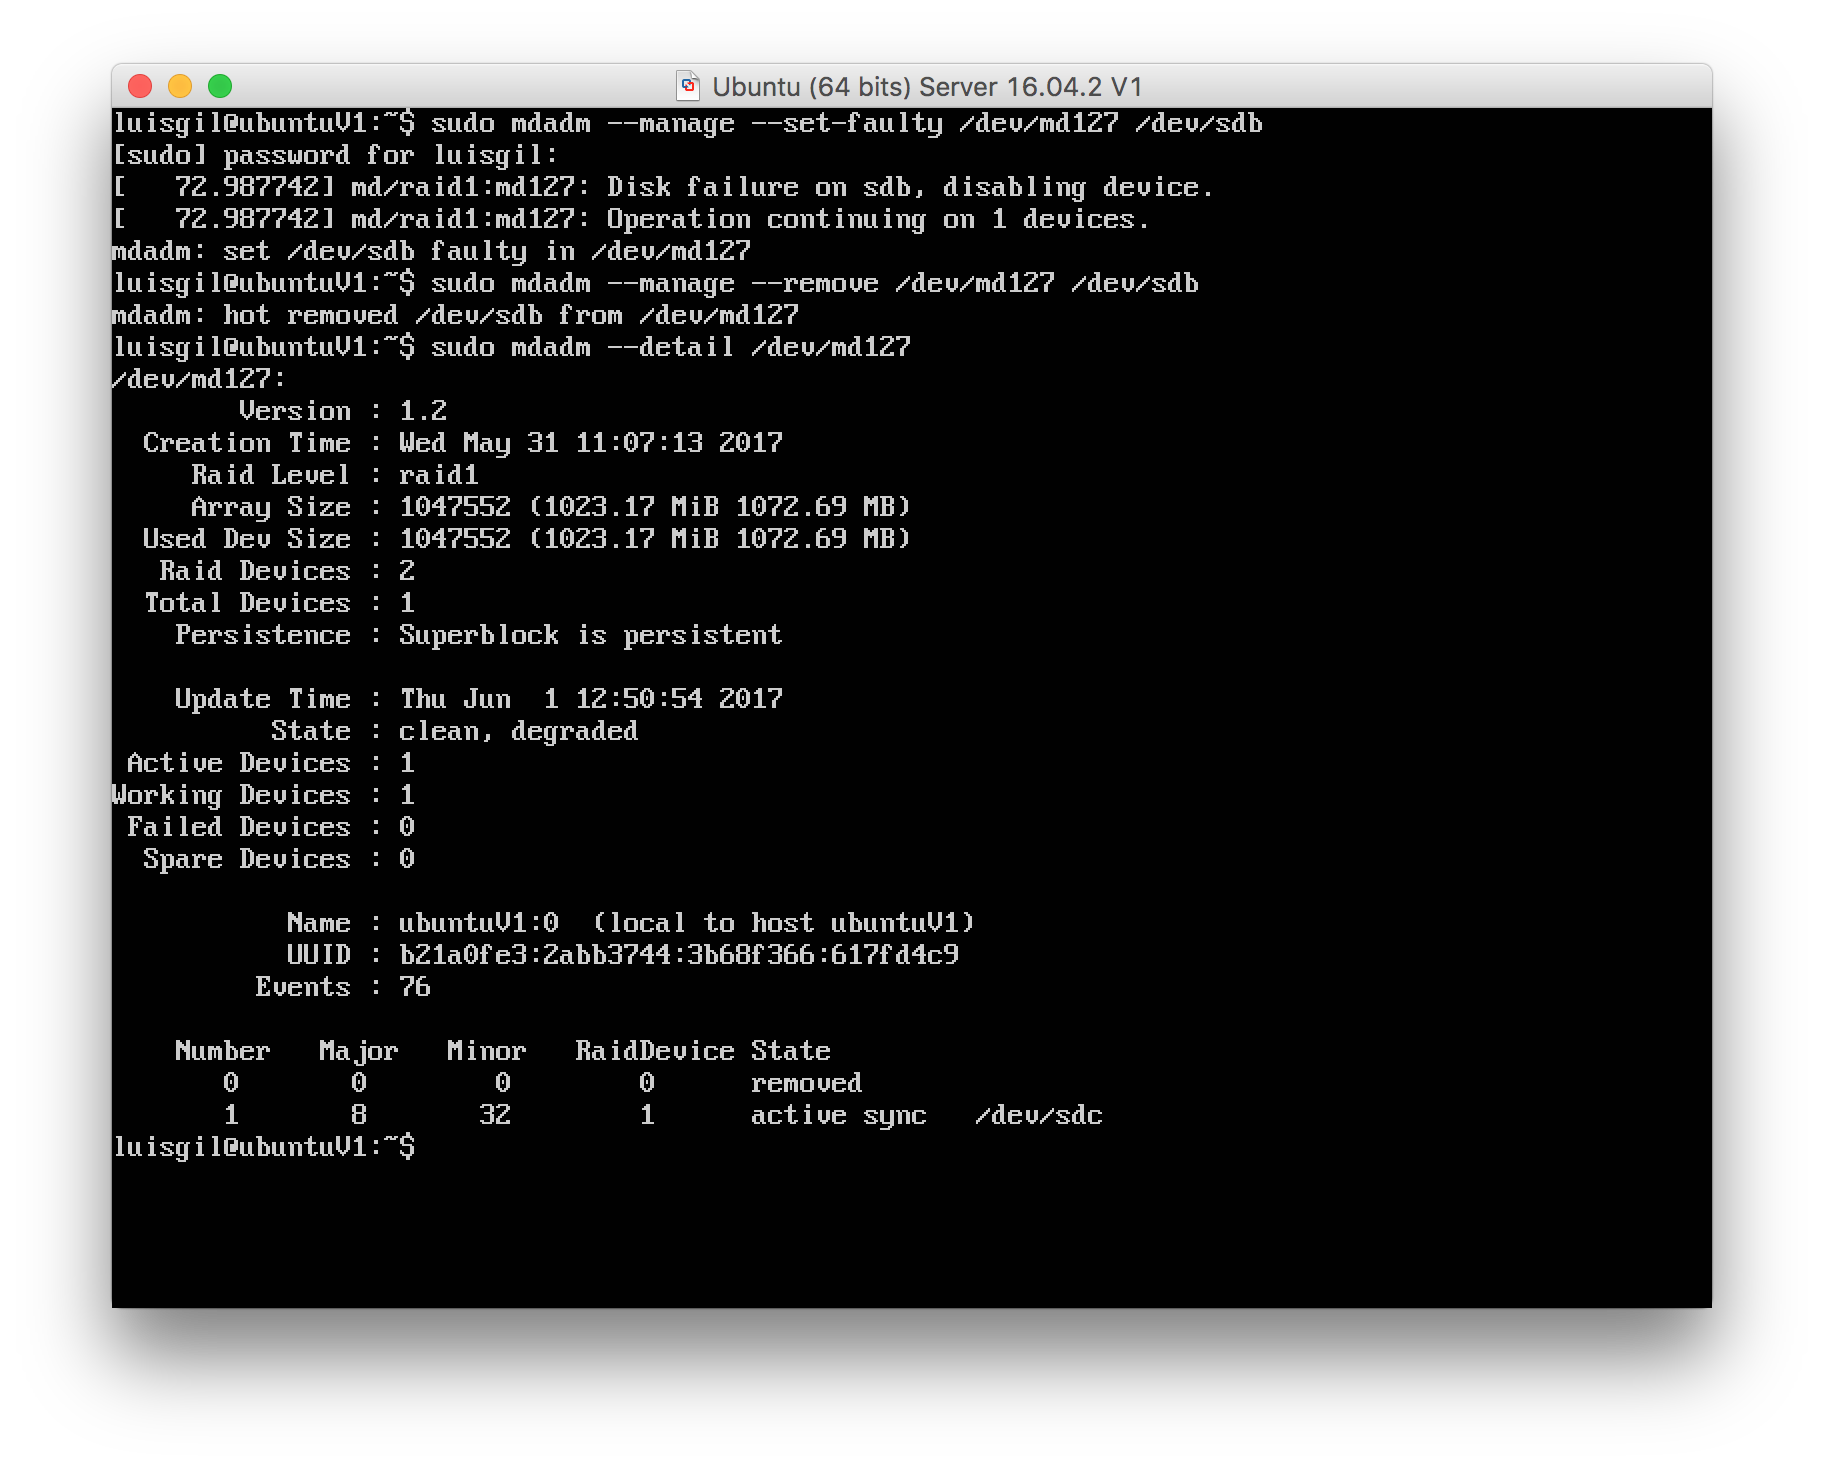 Ubuntu (64 bits) Server 16.04.2 V1
luisgil@ubuntuV1:~$ sudo mdadm --manage --set-faulty /dev/md127 /dev/sdb
[sudo] password for luisgil:
[   72.987742] md/raid1:md127: Disk failure on sdb, disabling device.
[   72.987742] md/raid1:md127: Operation continuing on 1 devices.
mdadm: set /dev/sdb faulty in /dev/md127
luisgil@ubuntuV1:~$ sudo mdadm --manage --remove /dev/md127 /dev/sdb
mdadm: hot removed /dev/sdb from /dev/md127
luisgil@ubuntuV1:~$ sudo mdadm --detail /dev/md127
/dev/md127:
        Version : 1.2
  Creation Time : Wed May 31 11:07:13 2017
     Raid Level : raid1
     Array Size : 1047552 (1023.17 MiB 1072.69 MB)
  Used Dev Size : 1047552 (1023.17 MiB 1072.69 MB)
   Raid Devices : 2
  Total Devices : 1
    Persistence : Superblock is persistent

    Update Time : Thu Jun  1 12:50:54 2017
          State : clean, degraded
 Active Devices : 1
Working Devices : 1
 Failed Devices : 0
  Spare Devices : 0

           Name : ubuntuV1:0  (local to host ubuntuV1)
           UUID : b21a0fe3:2abb3744:3b68f366:617fd4c9
         Events : 76

    Number   Major   Minor   RaidDevice State
       0       0        0        0      removed
       1       8       32        1      active sync   /dev/sdc
luisgil@ubuntuV1:~$